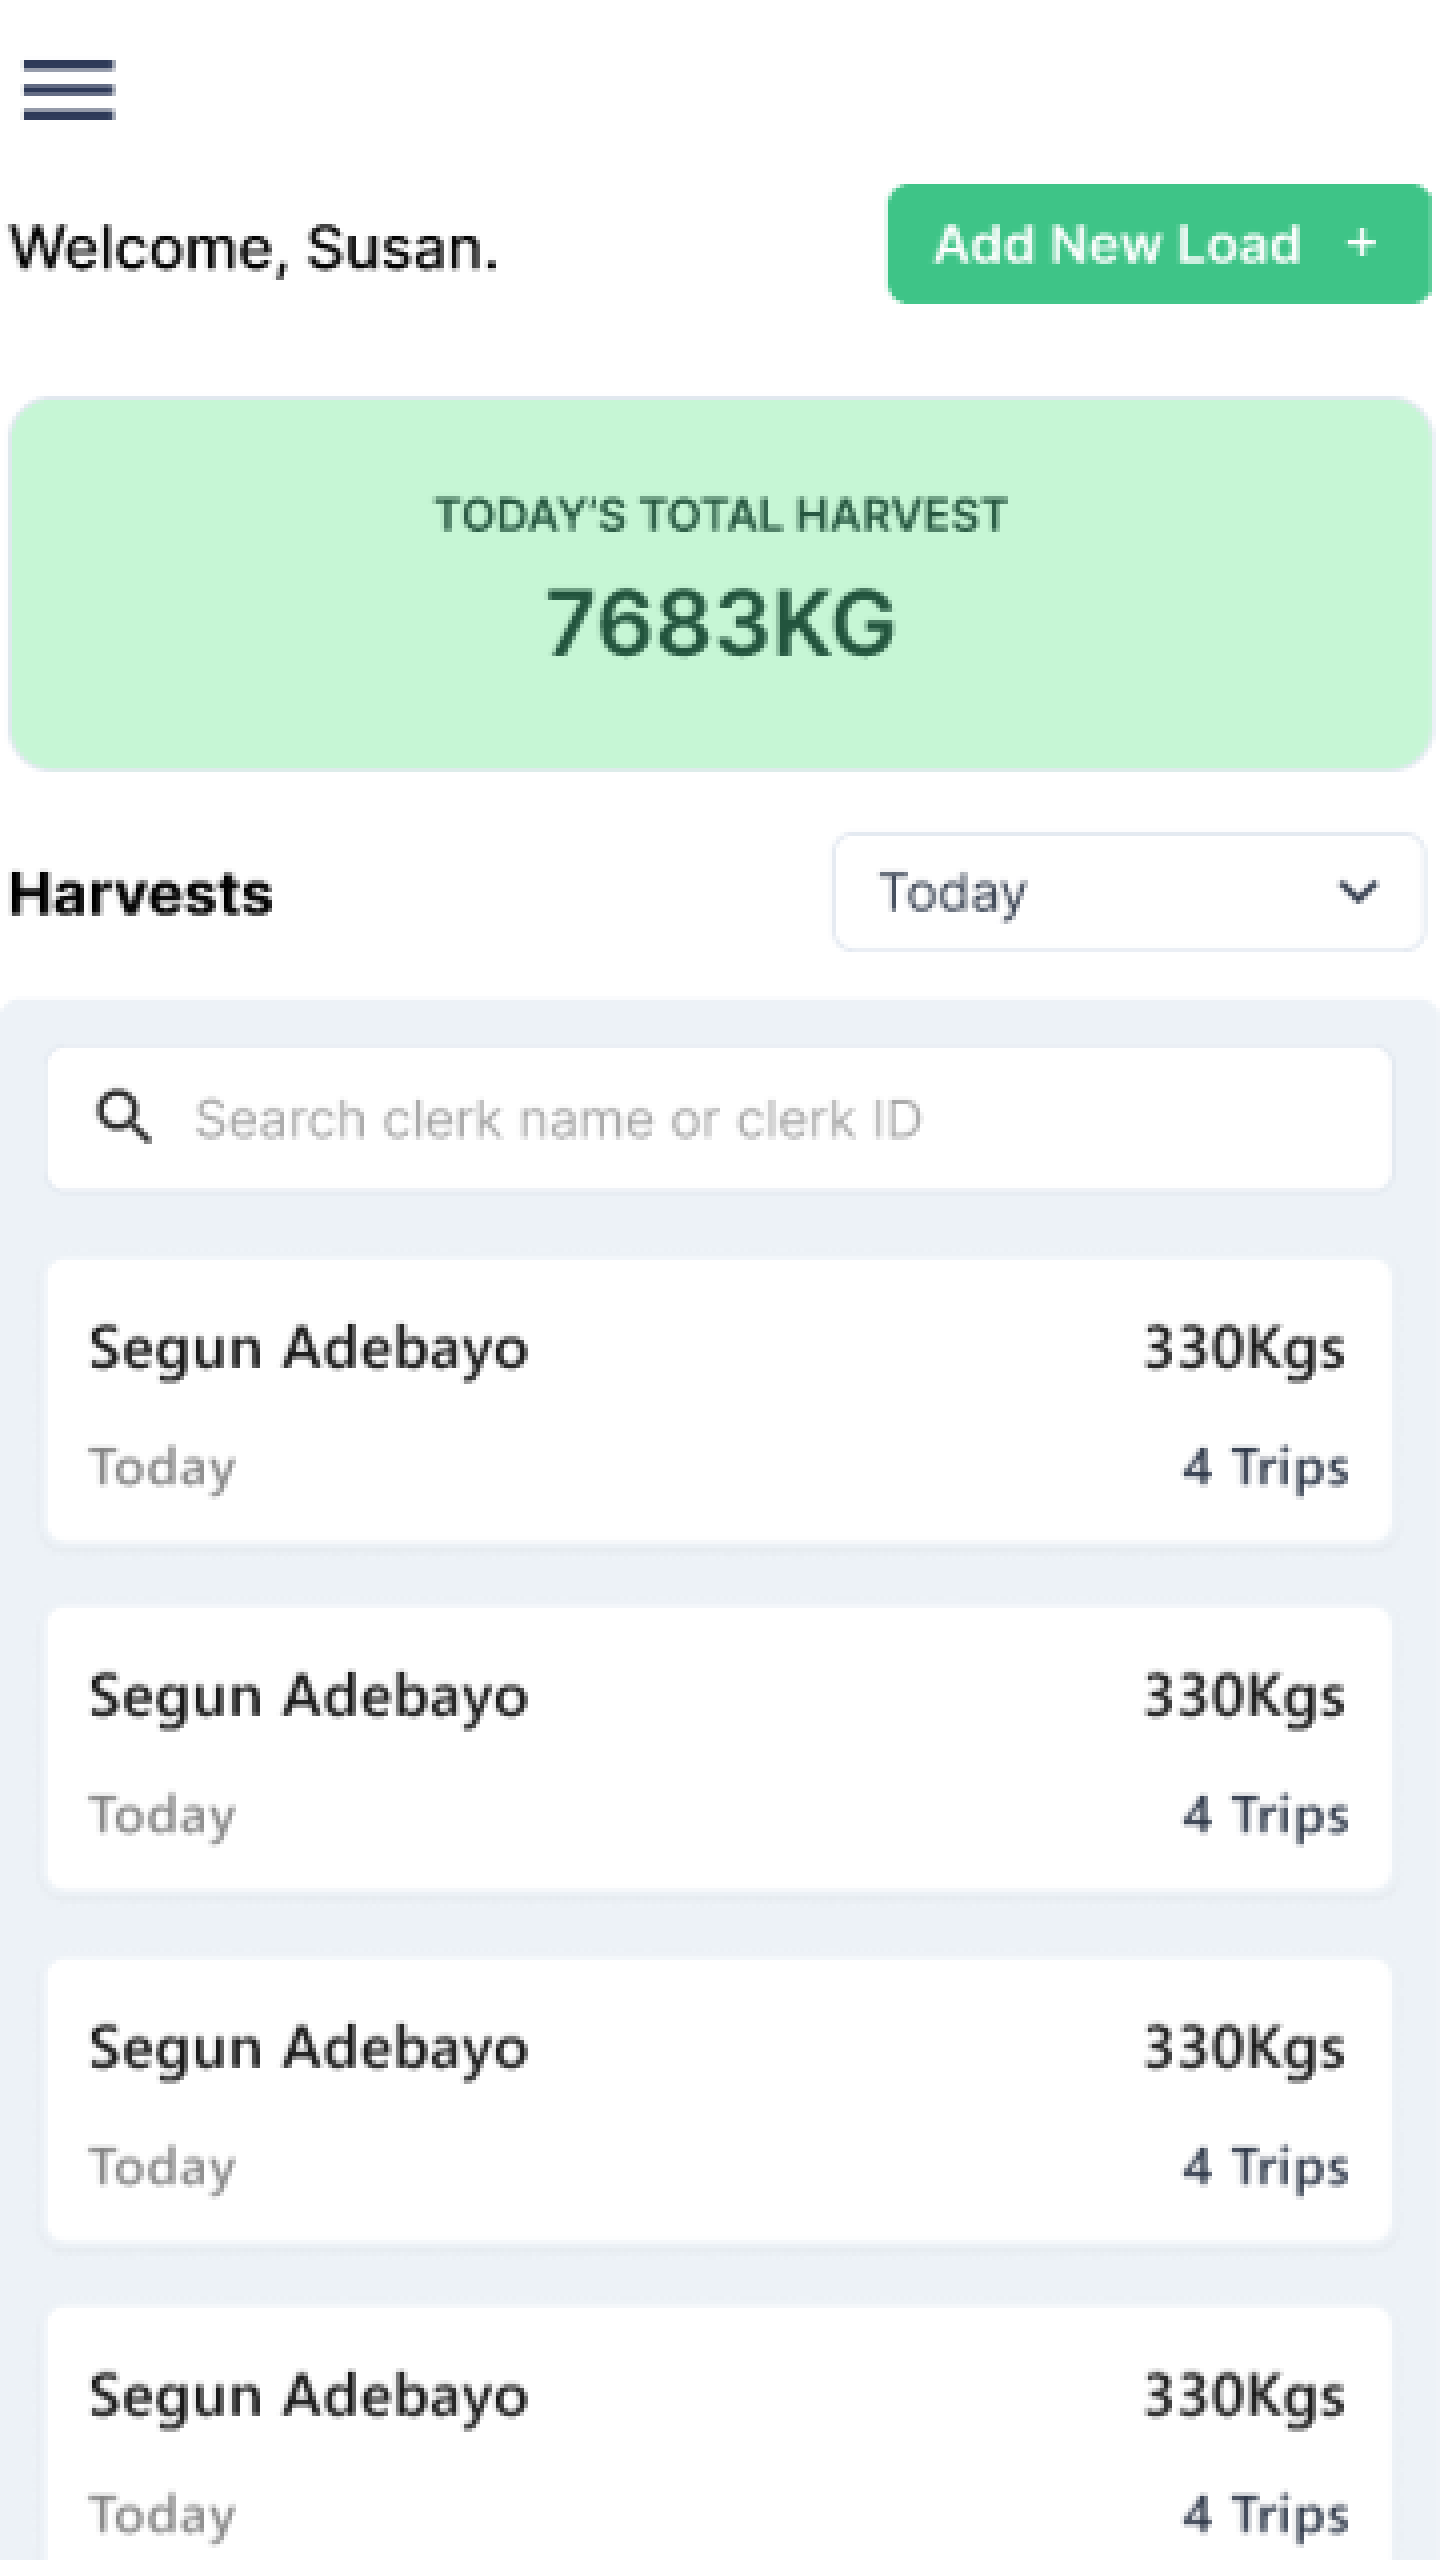 Welcome, Susan.
Add New Load +
TODAY'S TOTAL HARVEST
7683KG
Harvests
Today
Search clerk name or clerk ID
Segun Adebayo 330Kgs
Today 4 Trips
Segun Adebayo 330Kgs
Today 4 Trips
Segun Adebayo 330Kgs
Today 4 Trips
Segun Adebayo 330Kgs
Today 4 Trips